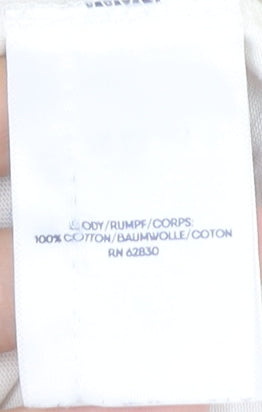 BODY/RUMPF/CORPS:
100% COTTON/BAUMWOLLE/COTON
RN 62830